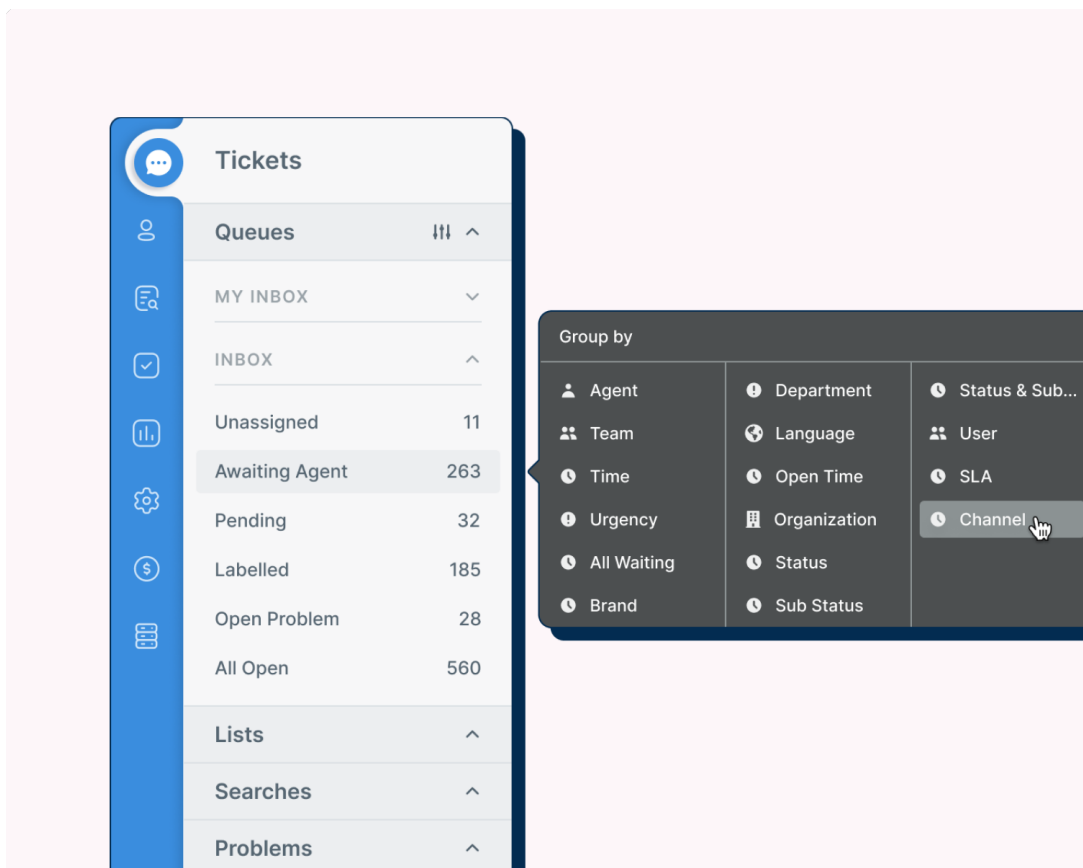 Tickets
Queues
MY INBOX
INBOX
Unassigned 11
Awaiting Agent 263
Pending 32
Labelled 185
Open Problem 28
All Open 560
Lists
Searches
Problems
Group by
Agent
Team
Time
Urgency
All Waiting
Brand
Department
Language
Open Time
Organization
Status
Sub Status
Status & Sub...
User
SLA
Channel